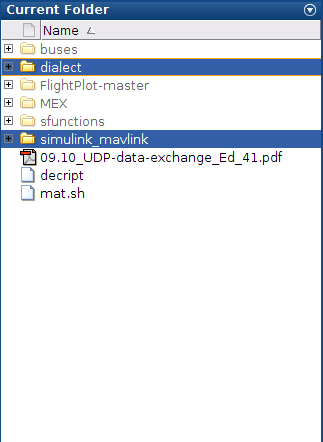 Current Folder
Name
buses
dialect
FlightPlot-master
MEX
sfunctions
simulink_mavlink
09.10_UDP-data-exchange_Ed_41.pdf
decript
mat.sh